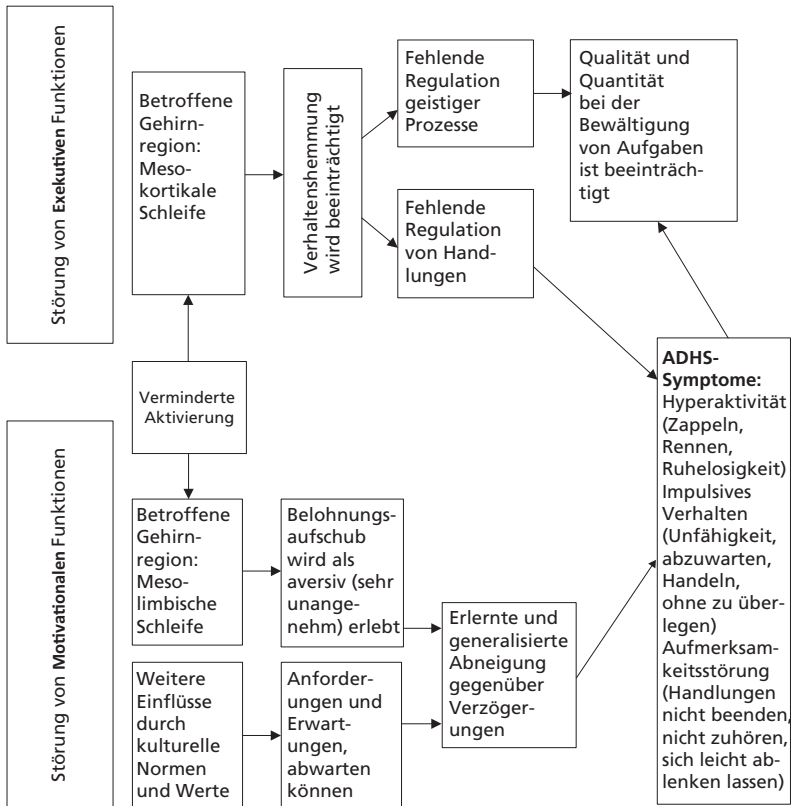 Störung von Exekutiven Funktionen
Betroffene
Gehirn-
region:
Meso-
kortikale
Schleife
Verhaltenshemmung
wird beeinträchtigt
Fehlende
Regulation
geistiger
Prozesse
Qualität und
Quantität
bei der
Bewältigung
von Aufgaben
ist beeinträch-
tigt
Fehlende
Regulation
von Hand-
lungen
Verminderte
Aktivierung
Störung von Motivationalen Funktionen
Betroffene
Gehirn-
region:
Meso-
limbische
Schleife
Belohnungs-
aufschub
wird als
aversiv (sehr
unange-
nehm) erlebt
Weitere
Einflüsse
durch
kulturelle
Normen
und Werte
Anforder-
ungen und
Erwart-
ungen,
abwarten
können
Erlernte und
generalisierte
Abneigung
gegenüber
Verzöger-
ungen
ADHS-
Symptome:
Hyperaktivität
(Zappeln,
Rennen,
Ruhelosigkeit)
Impulsives
Verhalten
(Unfähigkeit,
abzuwarten,
Handeln,
ohne zu über-
legen)
Aufmerksam-
keitsstörung
(Handlungen
nicht beenden,
nicht zuhören,
sich leicht ab-
lenken lassen)